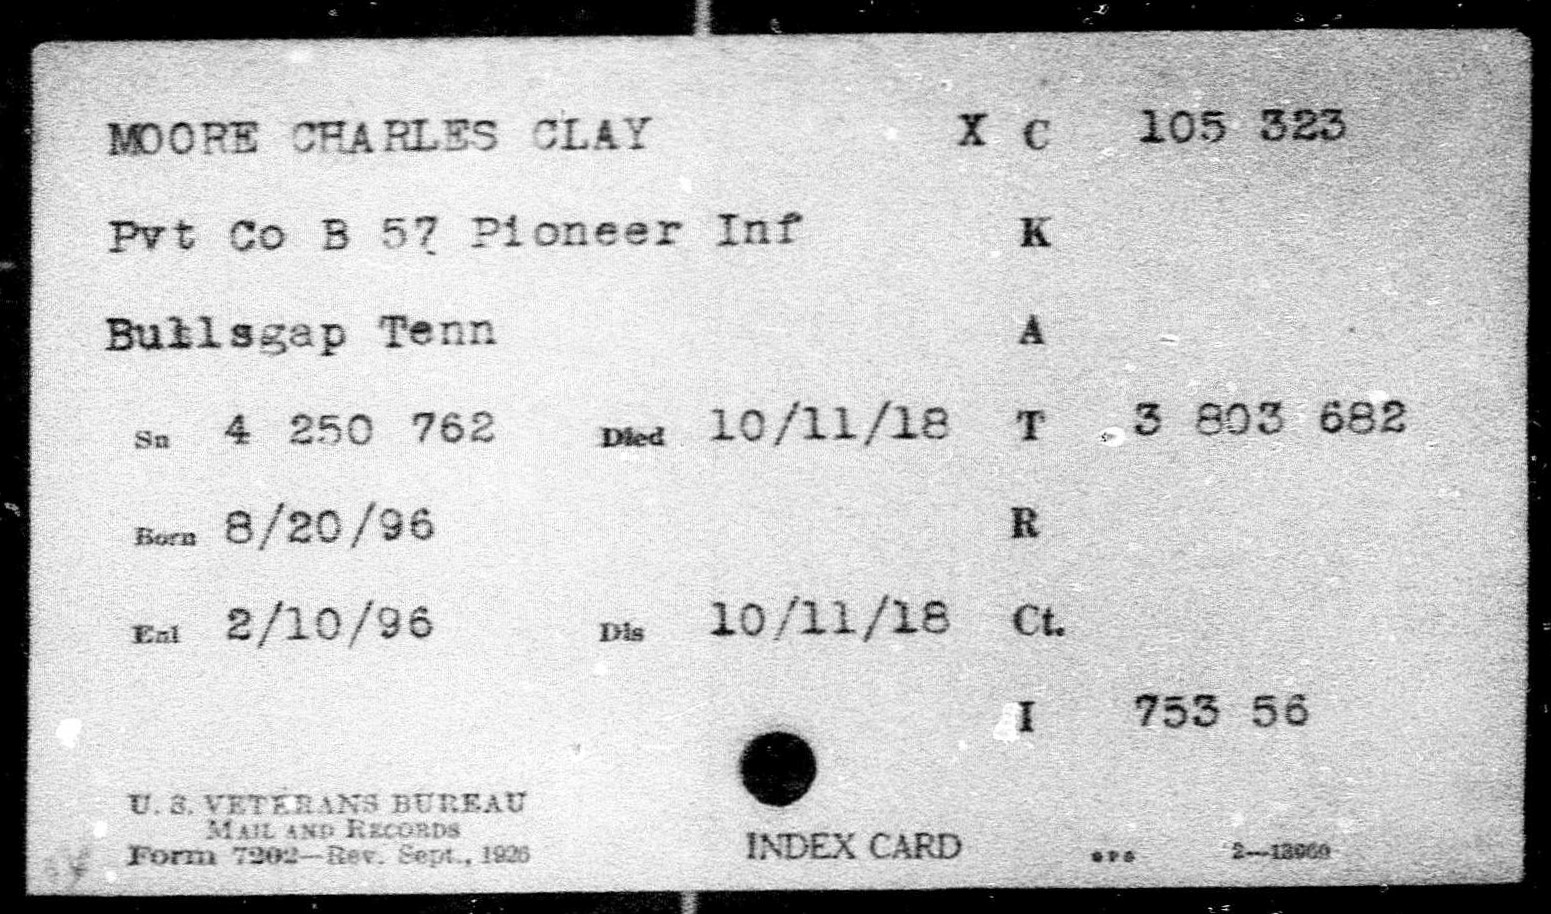 MOORE CHARLES CLAY X C 105 323
Pvt Co B 57 Pioneer Inf K
Bullsgap Tenn A
Sn 4 250 762 Died 10/11/18 T 3 803 682
Born 8/20/96 R
Enl 2/10/96 Dis 10/11/18 Ct.
I 753 56
U. S. VETERANS BUREAU
MAIL AND RECORDS
Form 7202—Rev. Sept., 1926
INDEX CARD